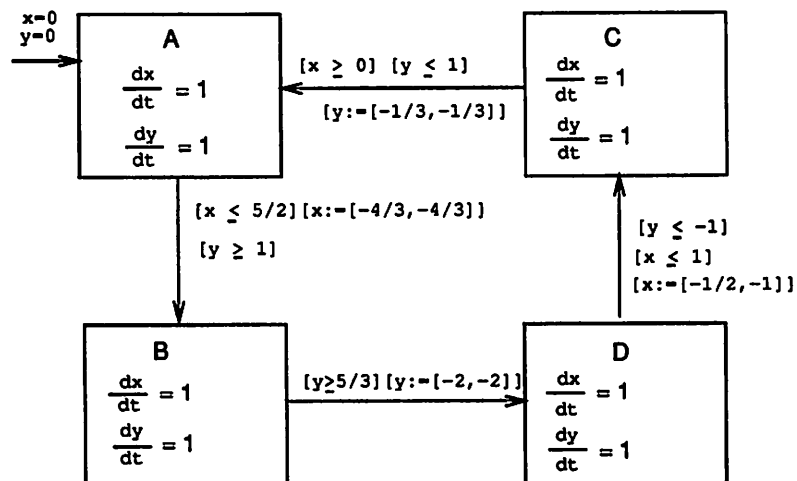 x=0
y=0
A
dx/dt = 1
dy/dt = 1
[x ≥ 0] [y ≤ 1]
[y:=[-1/3,-1/3]]
C
dx/dt = 1
dy/dt = 1
[x ≤ 5/2][x:=[-4/3,-4/3]]
[y ≥ 1]
[y ≤ -1]
[x ≤ 1]
[x:=[-1/2,-1]]
B
dx/dt = 1
dy/dt = 1
[y≥5/3][y:=[-2,-2]]
D
dx/dt = 1
dy/dt = 1